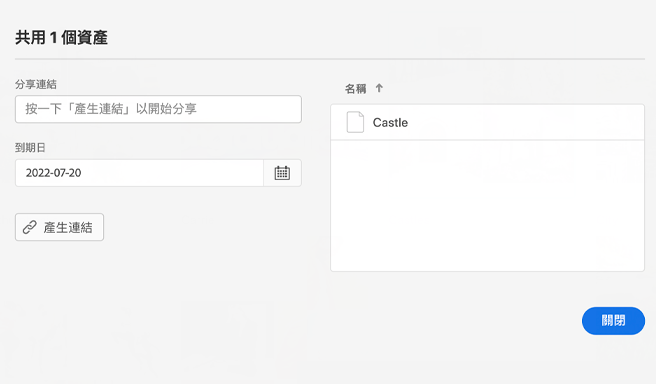 共用 1 個資產
分享連結
按一下「產生連結」以開始分享
到期日
2022-07-20
產生連結
名稱
Castle
關閉